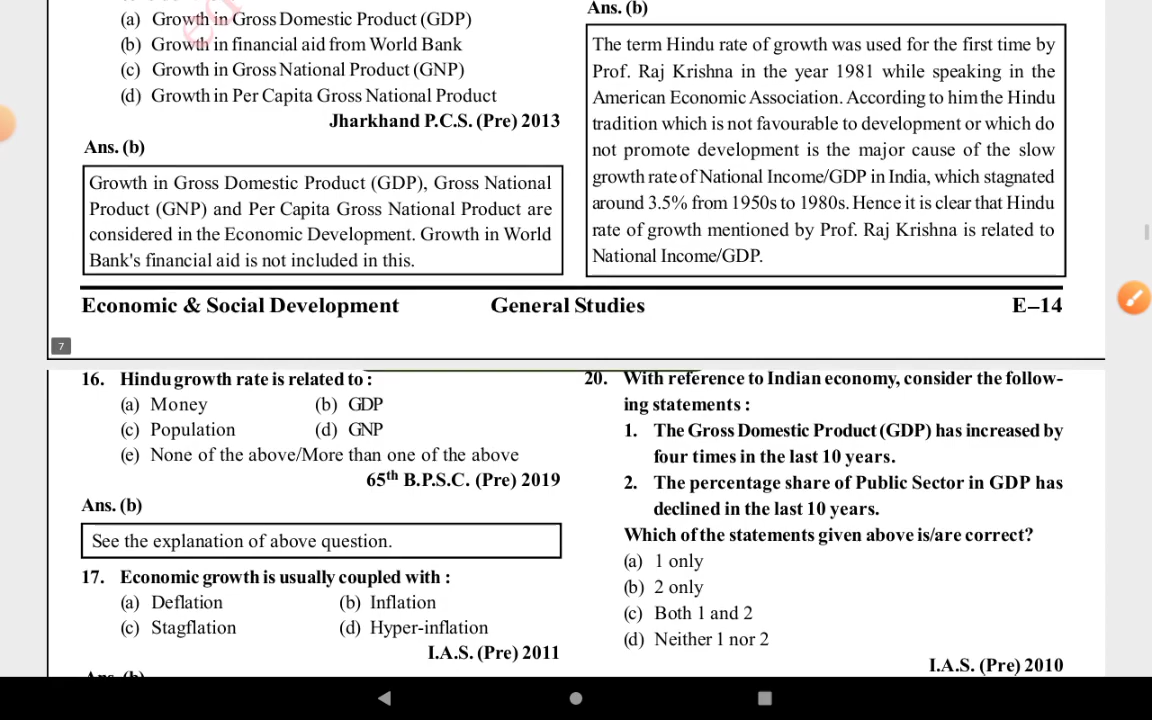 (a) Growth in Gross Domestic Product (GDP)
(b) Growth in financial aid from World Bank
(c) Growth in Gross National Product (GNP)
(d) Growth in Per Capita Gross National Product
Jharkhand P.C.S. (Pre) 2013
Ans. (b)
Growth in Gross Domestic Product (GDP), Gross National
Product (GNP) and Per Capita Gross National Product are
considered in the Economic Development. Growth in World
Bank's financial aid is not included in this.
Ans. (b)
The term Hindu rate of growth was used for the first time by
Prof. Raj Krishna in the year 1981 while speaking in the
American Economic Association. According to him the Hindu
tradition which is not favourable to development or which do
not promote development is the major cause of the slow
growth rate of National Income/GDP in India, which stagnated
around 3.5% from 1950s to 1980s. Hence it is clear that Hindu
rate of growth mentioned by Prof. Raj Krishna is related to
National Income/GDP.
Economic & Social Development General Studies E–14
7
16. Hindu growth rate is related to :
(a) Money (b) GDP
(c) Population (d) GNP
(e) None of the above/More than one of the above
65th B.P.S.C. (Pre) 2019
Ans. (b)
See the explanation of above question.
17. Economic growth is usually coupled with :
(a) Deflation (b) Inflation
(c) Stagflation (d) Hyper-inflation
I.A.S. (Pre) 2011
Ans. (b)
20. With reference to Indian economy, consider the follow-
ing statements :
1. The Gross Domestic Product (GDP) has increased by
four times in the last 10 years.
2. The percentage share of Public Sector in GDP has
declined in the last 10 years.
Which of the statements given above is/are correct?
(a) 1 only
(b) 2 only
(c) Both 1 and 2
(d) Neither 1 nor 2
I.A.S. (Pre) 2010